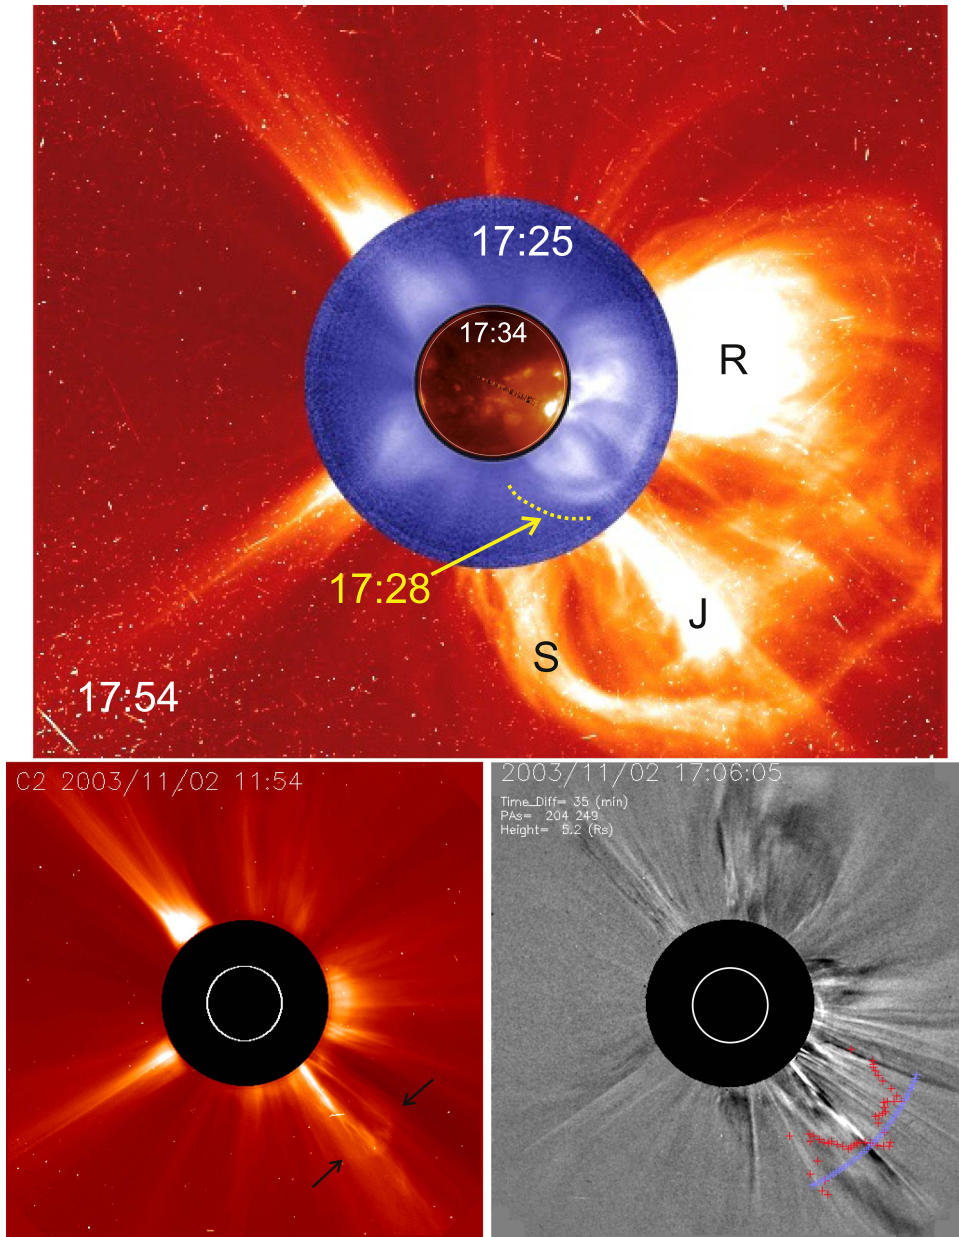 17:25
17:34
R
17:28
J
S
17:54
C2 2003/11/02 11:54
2003/11/02 17:06:05
Time_Diff= 35 (min)
PAs= 204 249
Height= 5.2 (Rs)